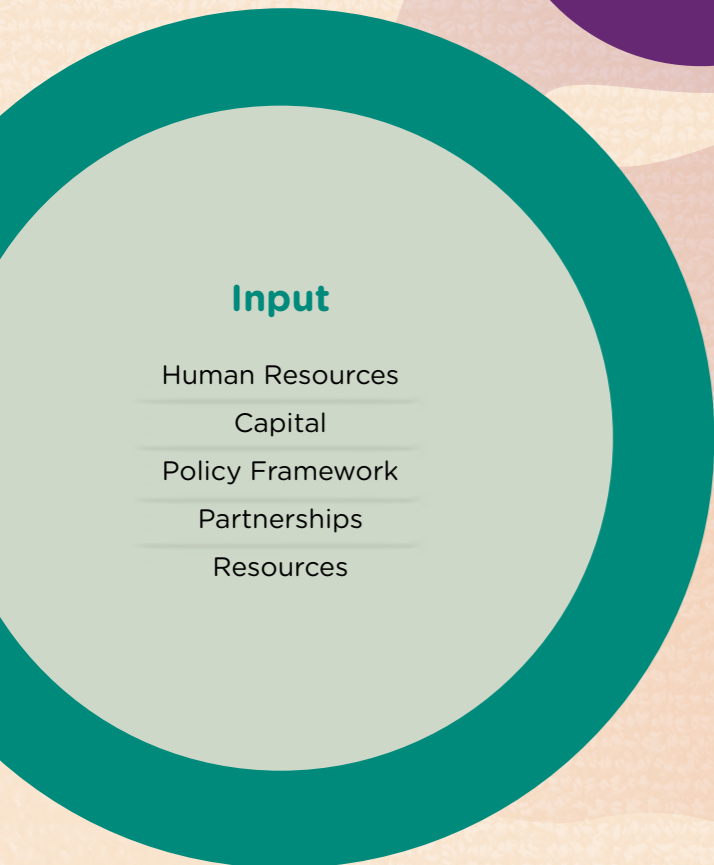 Input
Human Resources
Capital
Policy Framework
Partnerships
Resources